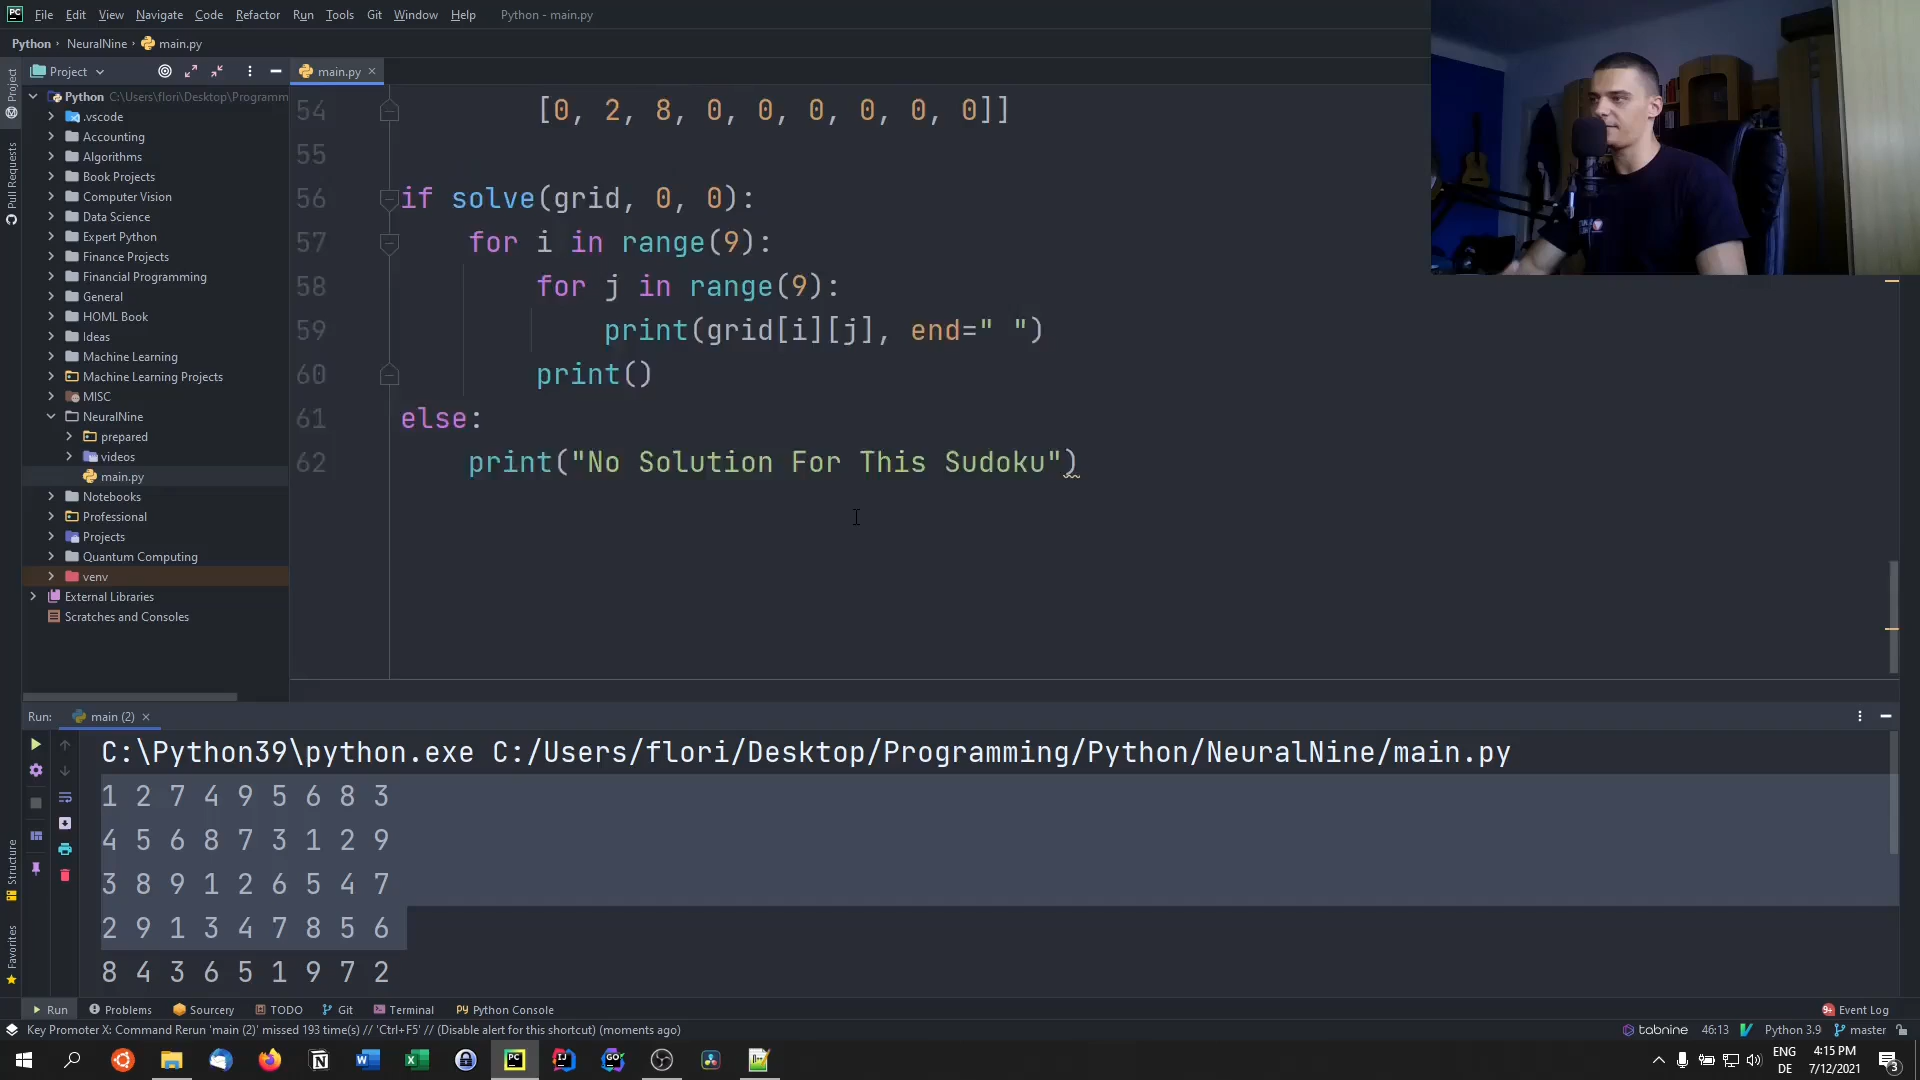 File Edit View Navigate Code Refactor Run Tools Git Window Help Python - main.py
Python NeuralNine main.py
Project
main.py
Project
Pull Requests
Structure
Favorites
Python C:\Users\flori\Desktop\Programm
.vscode
Accounting
Algorithms
Book Projects
Computer Vision
Data Science
Expert Python
Finance Projects
Financial Programming
General
HOML Book
Ideas
Machine Learning
Machine Learning Projects
MISC
NeuralNine
prepared
videos
main.py
Notebooks
Professional
Projects
Quantum Computing
venv
External Libraries
Scratches and Consoles
54 [0, 2, 8, 0, 0, 0, 0, 0, 0]]
55
56 if solve(grid, 0, 0):
57 for i in range(9):
58 for j in range(9):
59 print(grid[i][j], end=" ")
60 print()
61 else:
62 print("No Solution For This Sudoku")
Run: main (2)
C:\Python39\python.exe C:/Users/flori/Desktop/Programming/Python/NeuralNine/main.py
1 2 7 4 9 5 6 8 3
4 5 6 8 7 3 1 2 9
3 8 9 1 2 6 5 4 7
2 9 1 3 4 7 8 5 6
8 4 3 6 5 1 9 7 2
Run Problems Sourcery TODO Git Terminal Python Console Event Log
Key Promoter X: Command Rerun 'main (2)' missed 193 time(s) // 'Ctrl+F5' // (Disable alert for this shortcut) (moments ago) tabnine 46:13 Python 3.9 master
ENG 4:15 PM
DE 7/12/2021 3